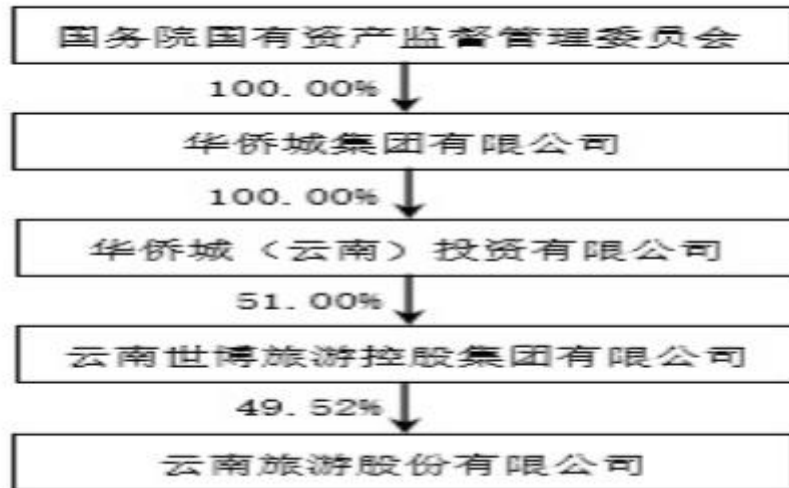 国务院国有资产监督管理委员会
100.00%
华侨城集团有限公司
100.00%
华侨城（云南）投资有限公司
51.00%
云南世博旅游控股集团有限公司
49.52%
云南旅游股份有限公司